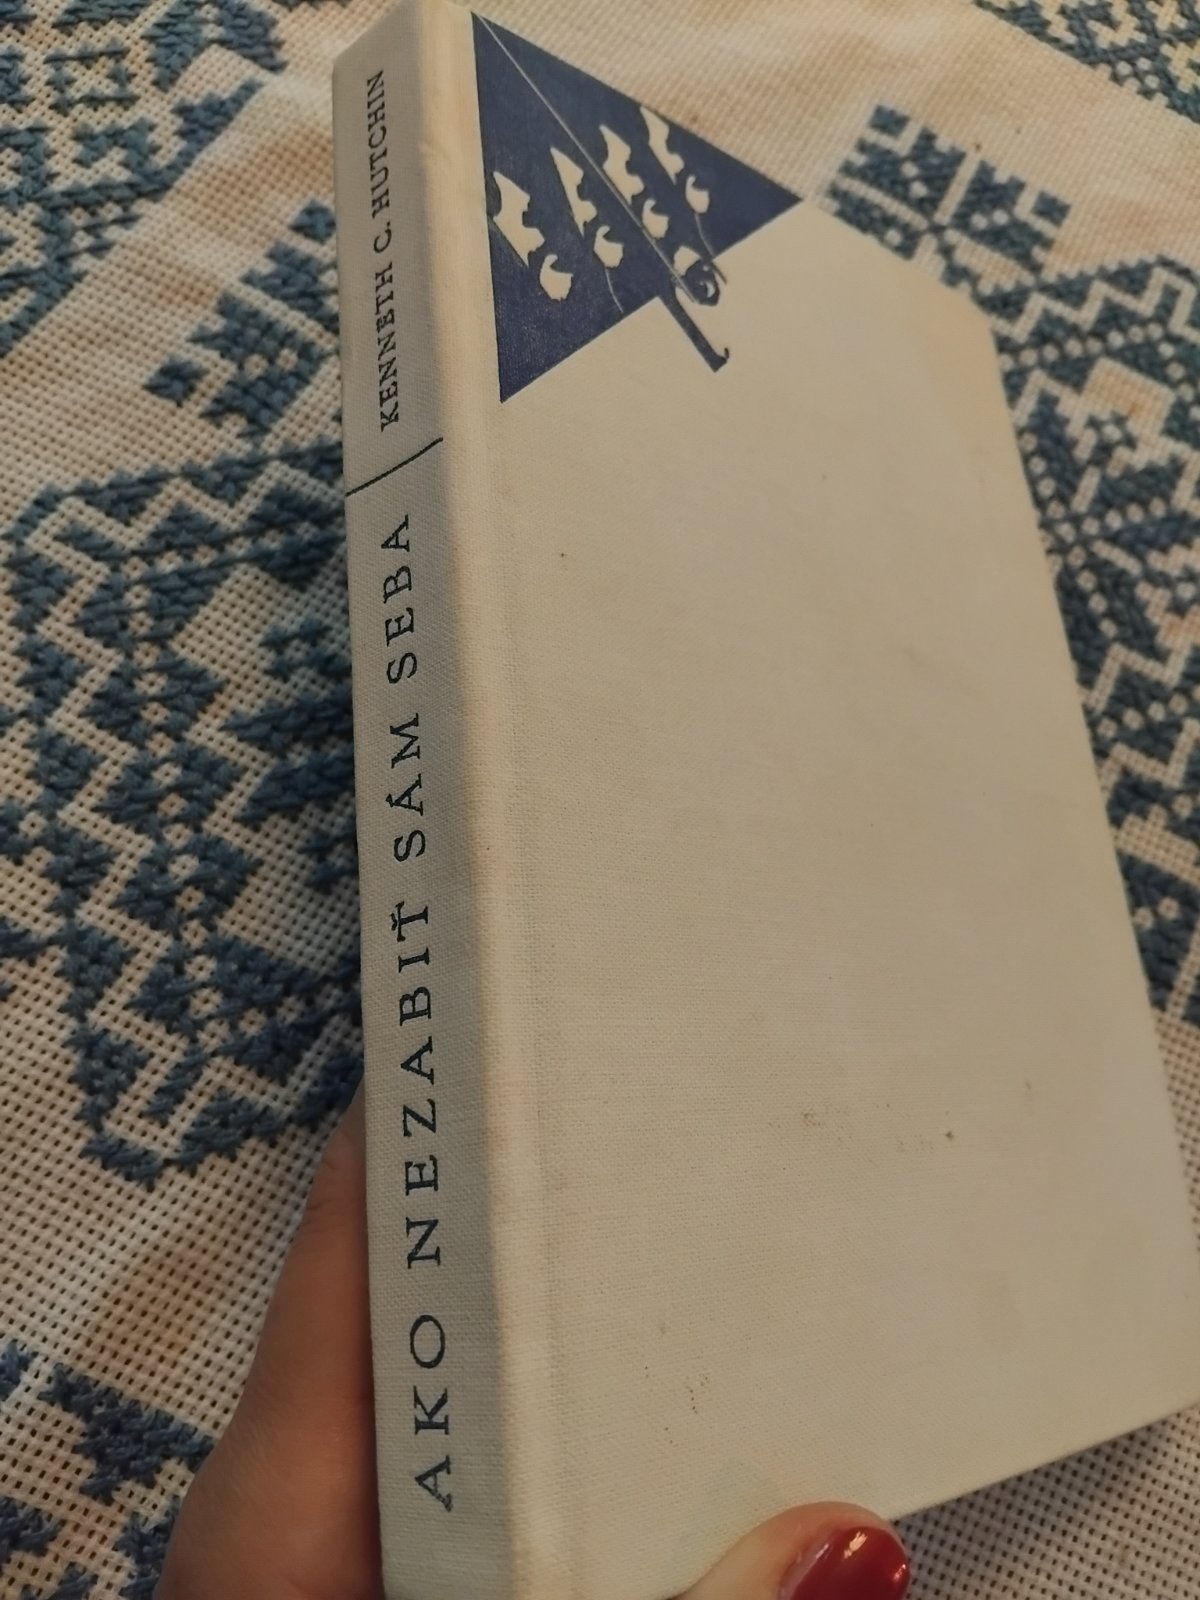 AKO NEZABIŤ SÁM SEBA
KENNETH C. HUTCHIN